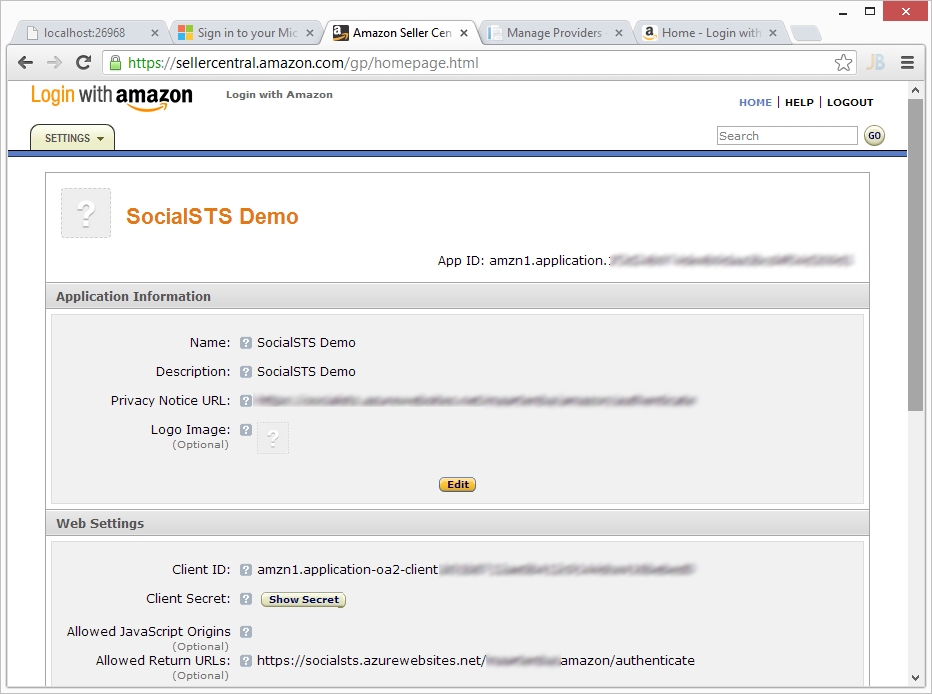 localhost:26968
Sign in to your Mic
Amazon Seller Cen
Manage Providers
Home - Login with
https://sellercentral.amazon.com/gp/homepage.html
JB
Login with amazon
Login with Amazon
HOME | HELP | LOGOUT
SETTINGS
Search
GO
?
SocialSTS Demo
App ID: amzn1.application.
Application Information
Name: ? SocialSTS Demo
Description: ? SocialSTS Demo
Privacy Notice URL: ?
Logo Image: ? ?
(Optional)
Edit
Web Settings
Client ID: ? amzn1.application-oa2-client
Client Secret: ? Show Secret
Allowed JavaScript Origins ?
(Optional)
Allowed Return URLs: ? https://socialsts.azurewebsites.net/ amazon/authenticate
(Optional)